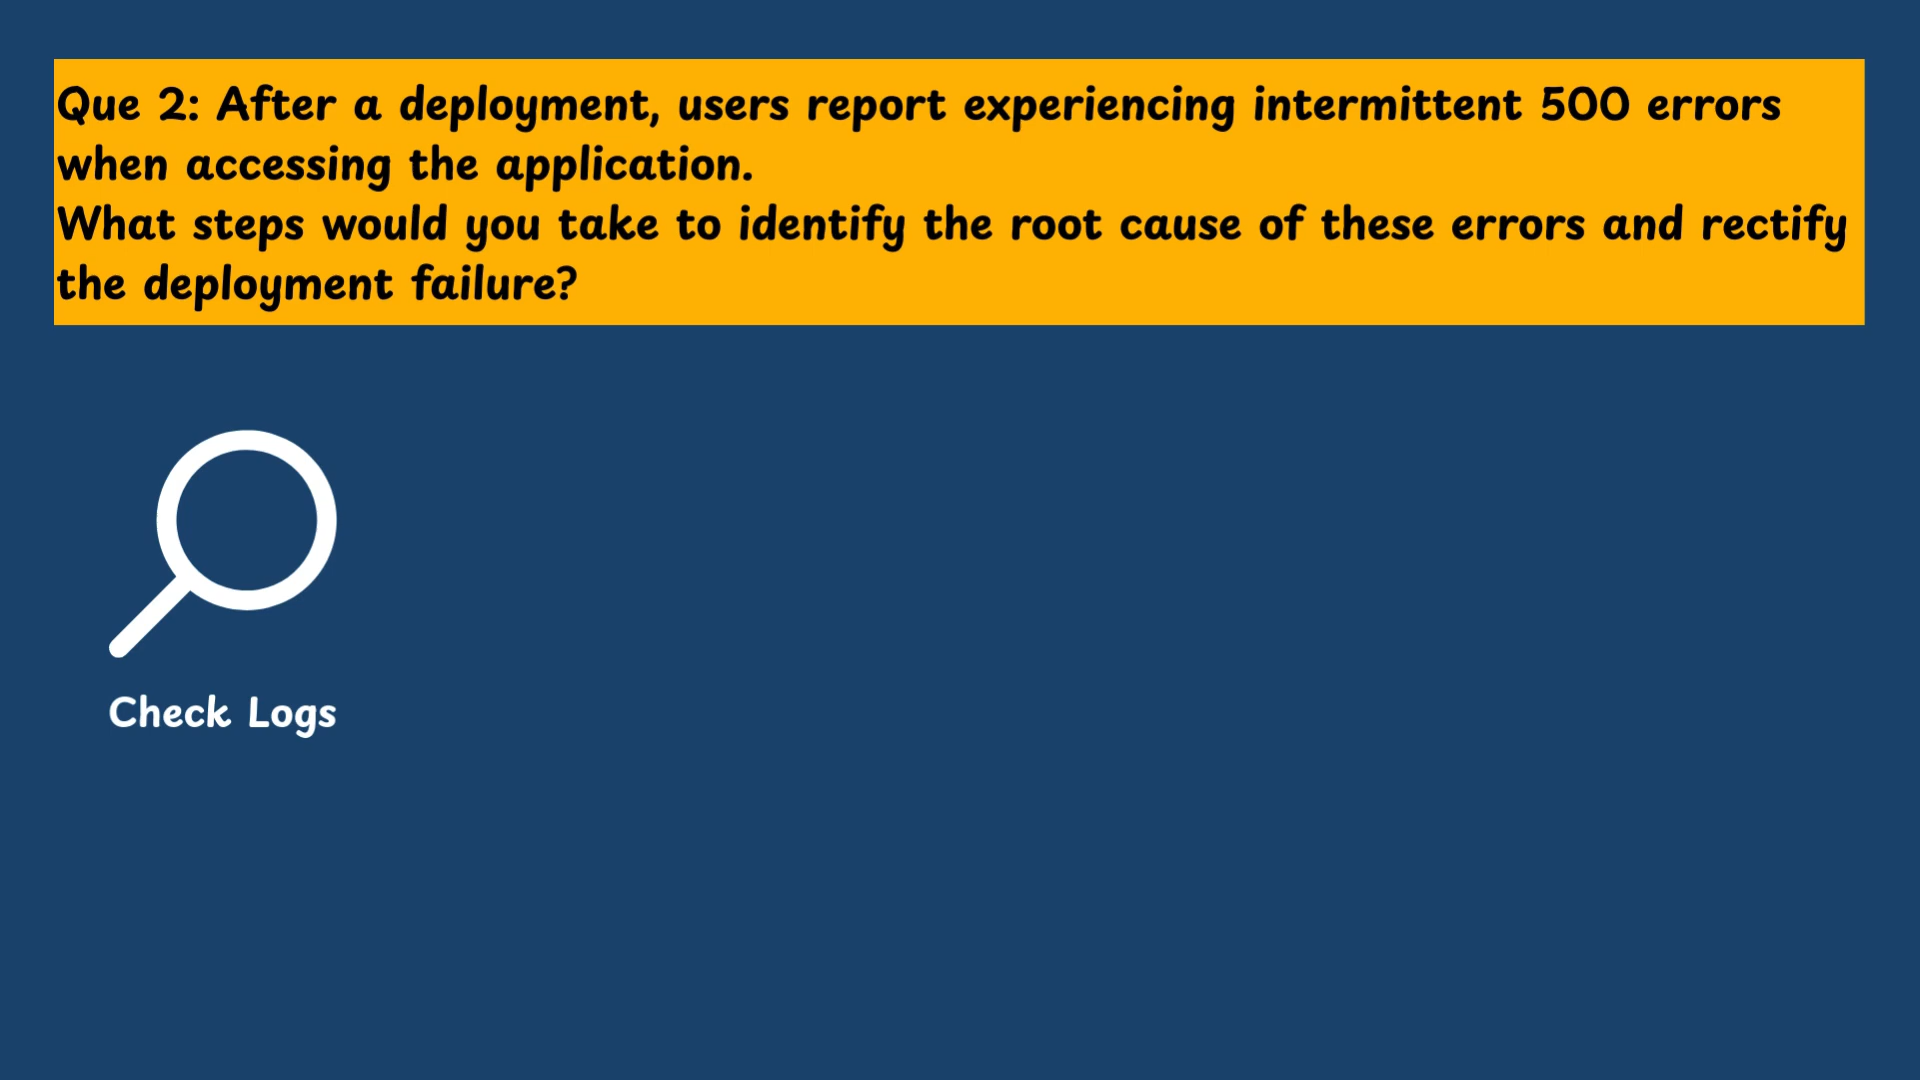 Que 2: After a deployment, users report experiencing intermittent 500 errors
when accessing the application.
What steps would you take to identify the root cause of these errors and rectify
the deployment failure?
Check Logs